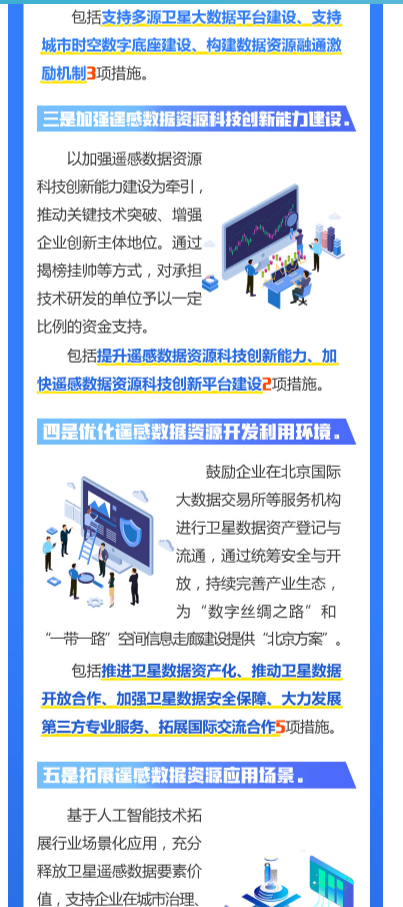 包括支持多源卫星大数据平台建设、支持
城市时空数字底座建设、构建数据资源融通激
励机制3项措施。
三是加强遥感数据资源科技创新能力建设。
以加强遥感数据资源
科技创新能力建设为牵引，
推动关键技术突破、增强
企业创新主体地位。通过
揭榜挂帅等方式，对承担
技术研发的单位予以一定
比例的资金支持。
包括提升遥感数据资源科技创新能力、加
快遥感数据资源科技创新平台建设2项措施。
四是优化遥感数据资源开发利用环境。
鼓励企业在北京国际
大数据交易所等服务机构
进行卫星数据资产登记与
流通，通过统筹安全与开
放，持续完善产业生态，
为“数字丝绸之路”和
“一带一路”空间信息走廊建设提供“北京方案”。
包括推进卫星数据资产化、推动卫星数据
开放合作、加强卫星数据安全保障、大力发展
第三方专业服务、拓展国际交流合作5项措施。
五是拓展遥感数据资源应用场景。
基于人工智能技术拓
展行业场景化应用，充分
释放卫星遥感数据要素价
值，支持企业在城市治理、